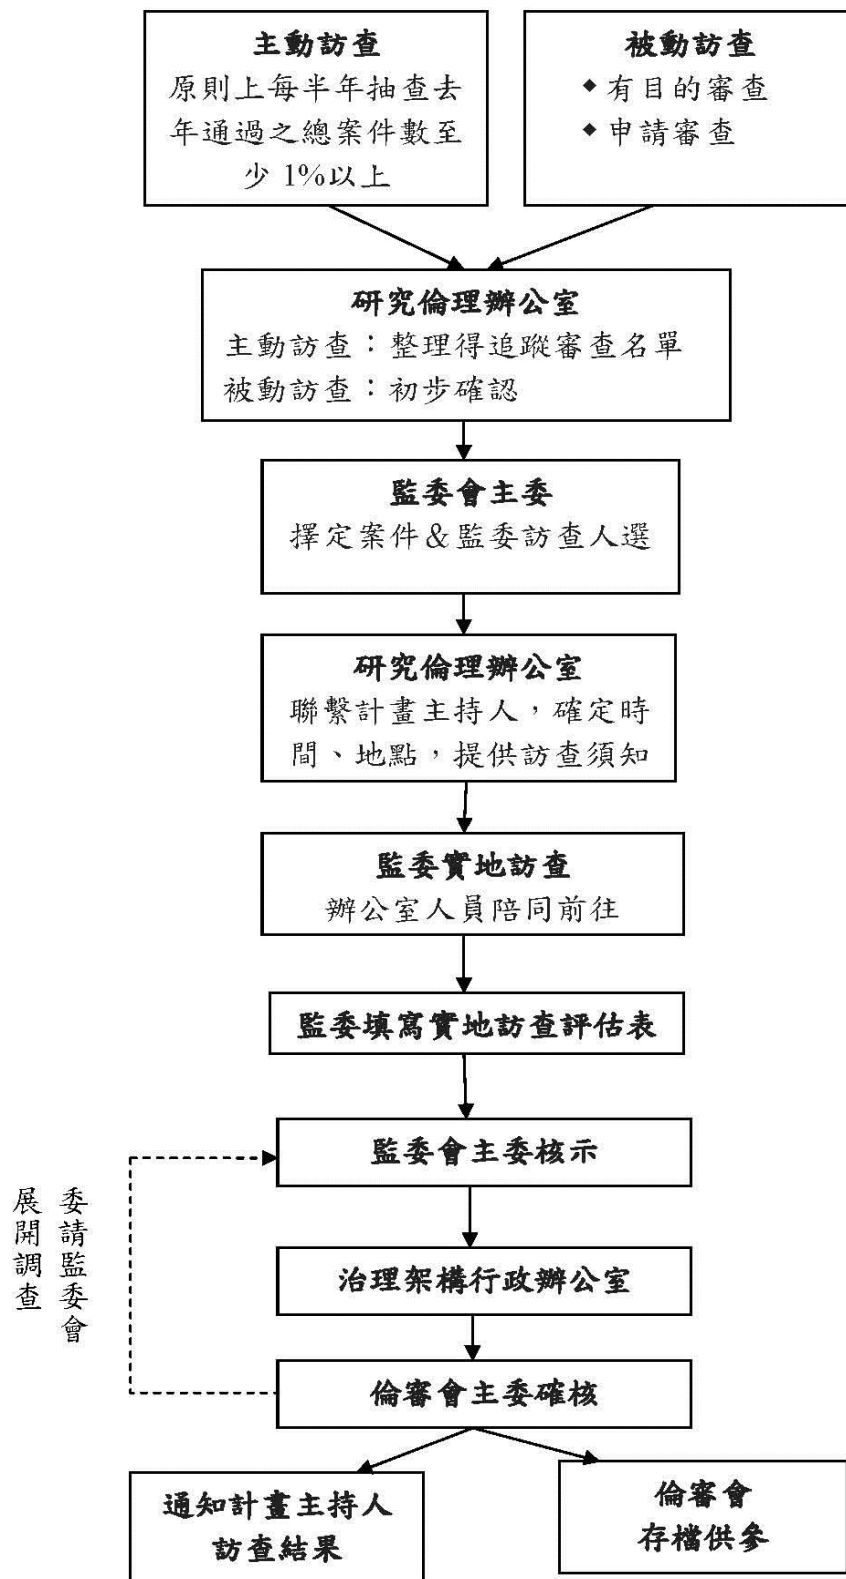 主動訪查
原則上每半年抽查去
年通過之總案件數至
少 1%以上
被動訪查
◆ 有目的審查
◆ 申請審查
研究倫理辦公室
主動訪查：整理得追蹤審查名單
被動訪查：初步確認
監委會主委
擇定案件＆監委訪查人選
研究倫理辦公室
聯繫計畫主持人，確定時
間、地點，提供訪查須知
監委實地訪查
辦公室人員陪同前往
監委填寫實地訪查評估表
監委會主委核示
委請監委會
展開調查
治理架構行政辦公室
倫審會主委確核
通知計畫主持人
訪查結果
倫審會
存檔供參